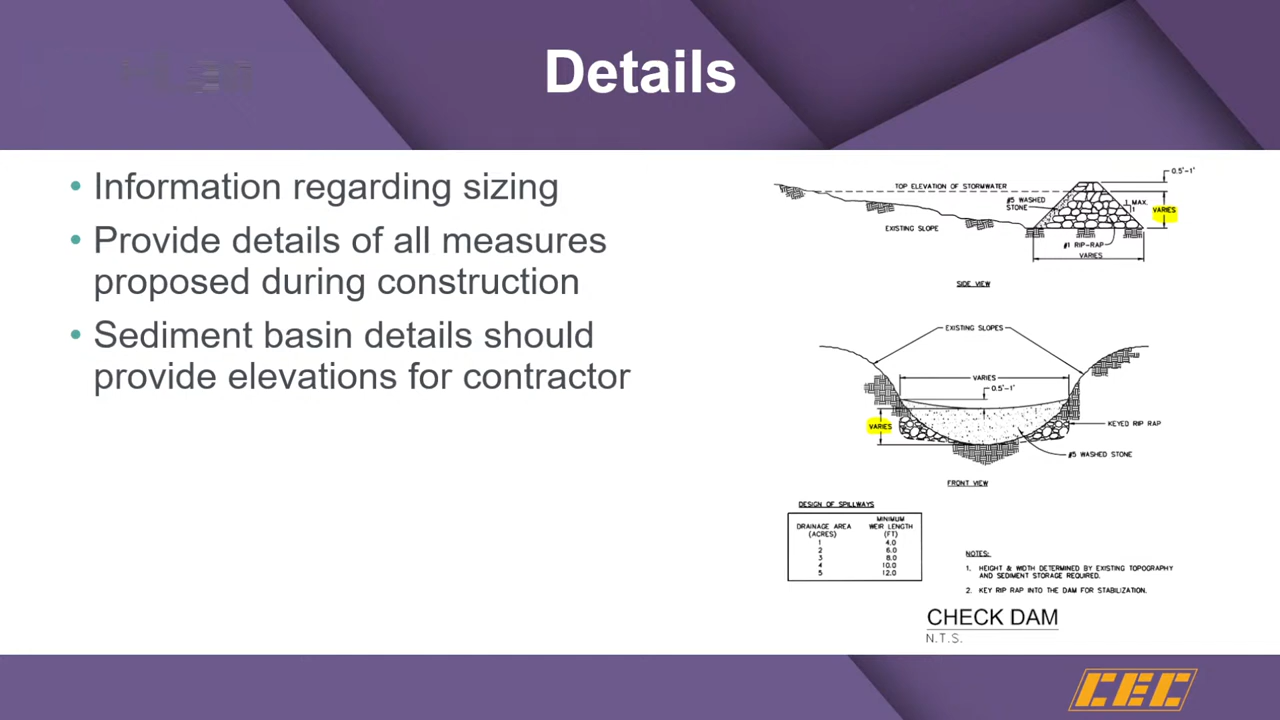 Details
• Information regarding sizing
• Provide details of all measures
proposed during construction
• Sediment basin details should
provide elevations for contractor
0.5'-1'
TOP ELEVATION OF STORMWATER
#5 WASHED
STONE
1 MAX.
1
VARIES
EXISTING SLOPE
#1 RIP-RAP
VARIES
SIDE VIEW
EXISTING SLOPES
VARIES
0.5'-1'
VARIES
KEYED RIP RAP
#5 WASHED STONE
FRONT VIEW
DESIGN OF SPILLWAYS
DRAINAGE AREA
(ACRES)
MINIMUM
WEIR LENGTH
(FT)
1 4.0
2 6.0
3 8.0
4 10.0
5 12.0
NOTES:
1. HEIGHT & WIDTH DETERMINED BY EXISTING TOPOGRAPHY
AND SEDIMENT STORAGE REQUIRED.
2. KEY RIP RAP INTO THE DAM FOR STABILIZATION.
CHECK DAM
N.T.S.
CEC